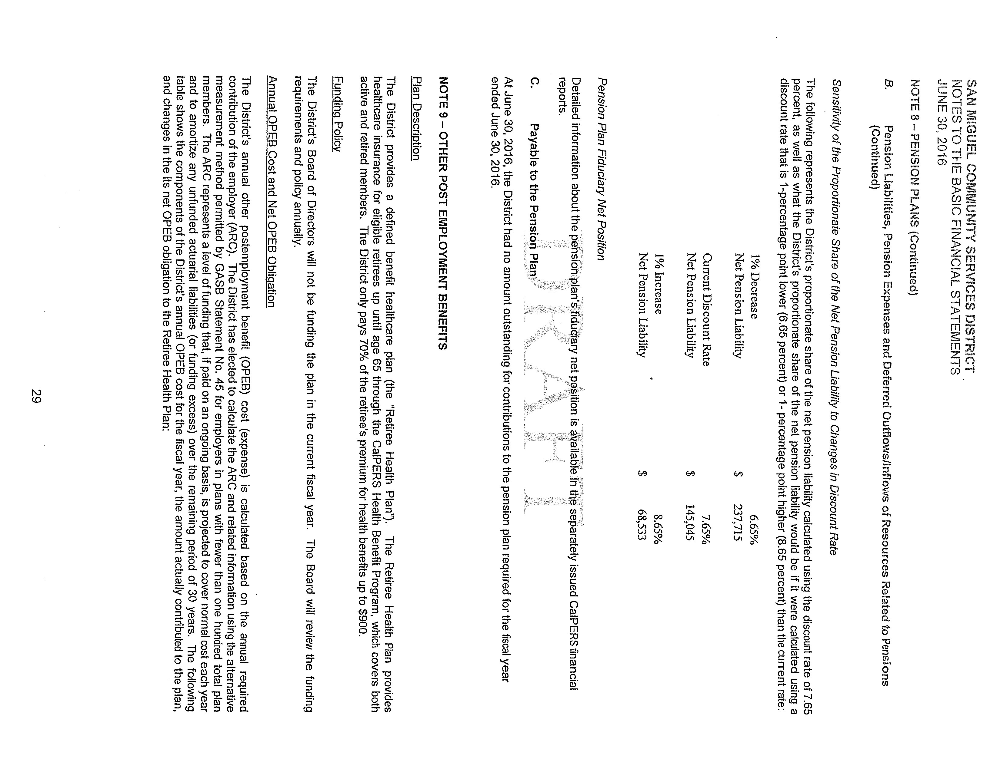 SAN MIGUEL COMMUNITY SERVICES DISTRICT
NOTES TO THE BASIC FINANCIAL STATEMENTS
JUNE 30, 2016
NOTE 8 – PENSION PLANS (Continued)
B. Pension Liabilities, Pension Expenses and Deferred Outflows/Inflows of Resources Related to Pensions
(Continued)
Sensitivity of the Proportionate Share of the Net Pension Liability to Changes in Discount Rate
The following represents the District's proportionate share of the net pension liability calculated using the discount rate of 7.65
percent, as well as what the District's proportionate share of the net pension liability would be if it were calculated using a
discount rate that is 1-percentage point lower (6.65 percent) or 1- percentage point higher (8.65 percent) than the current rate:
1% Decrease 6.65%
Net Pension Liability $ 237,715
Current Discount Rate 7.65%
Net Pension Liability $ 145,045
1% Increase 8.65%
Net Pension Liability $ 68,533
Pension Plan Fiduciary Net Position
Detailed information about the pension plan's fiduciary net position is available in the separately issued CalPERS financial
reports.
DRAFT
C. Payable to the Pension Plan
At June 30, 2016, the District had no amount outstanding for contributions to the pension plan required for the fiscal year
ended June 30, 2016.
NOTE 9 – OTHER POST EMPLOYMENT BENEFITS
Plan Description
The District provides a defined benefit healthcare plan (the "Retiree Health Plan"). The Retiree Health Plan provides
healthcare insurance for eligible retirees up until age 65 through the CalPERS Health Benefit Program, which covers both
active and retired members. The District only pays 70% of the retiree's premium for health benefits up to $900.
Funding Policy
The District's Board of Directors will not be funding the plan in the current fiscal year. The Board will review the funding
requirements and policy annually.
Annual OPEB Cost and Net OPEB Obligation
The District's annual other postemployment benefit (OPEB) cost (expense) is calculated based on the annual required
contribution of the employer (ARC). The District has elected to calculate the ARC and related information using the alternative
measurement method permitted by GASB Statement No. 45 for employers in plans with fewer than one hundred total plan
members. The ARC represents a level of funding that, if paid on an ongoing basis, is projected to cover normal cost each year
and to amortize any unfunded actuarial liabilities (or funding excess) over the remaining period of 30 years. The following
table shows the components of the District's annual OPEB cost for the fiscal year, the amount actually contributed to the plan,
and changes in the its net OPEB obligation to the Retiree Health Plan:
29